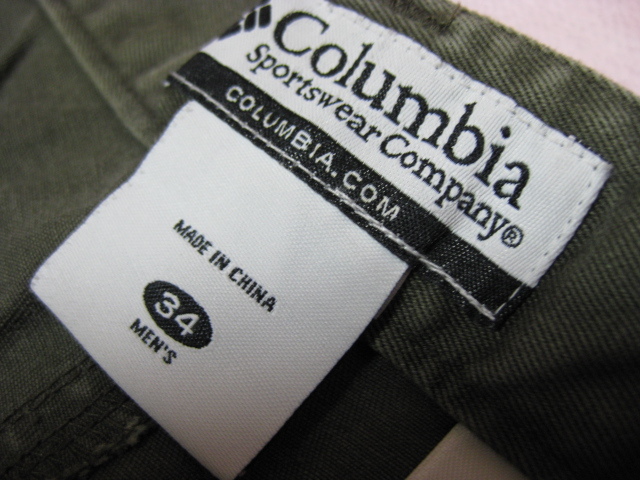 Columbia
Sportswear Company®
COLUMBIA.COM
MADE IN CHINA
34
MEN'S